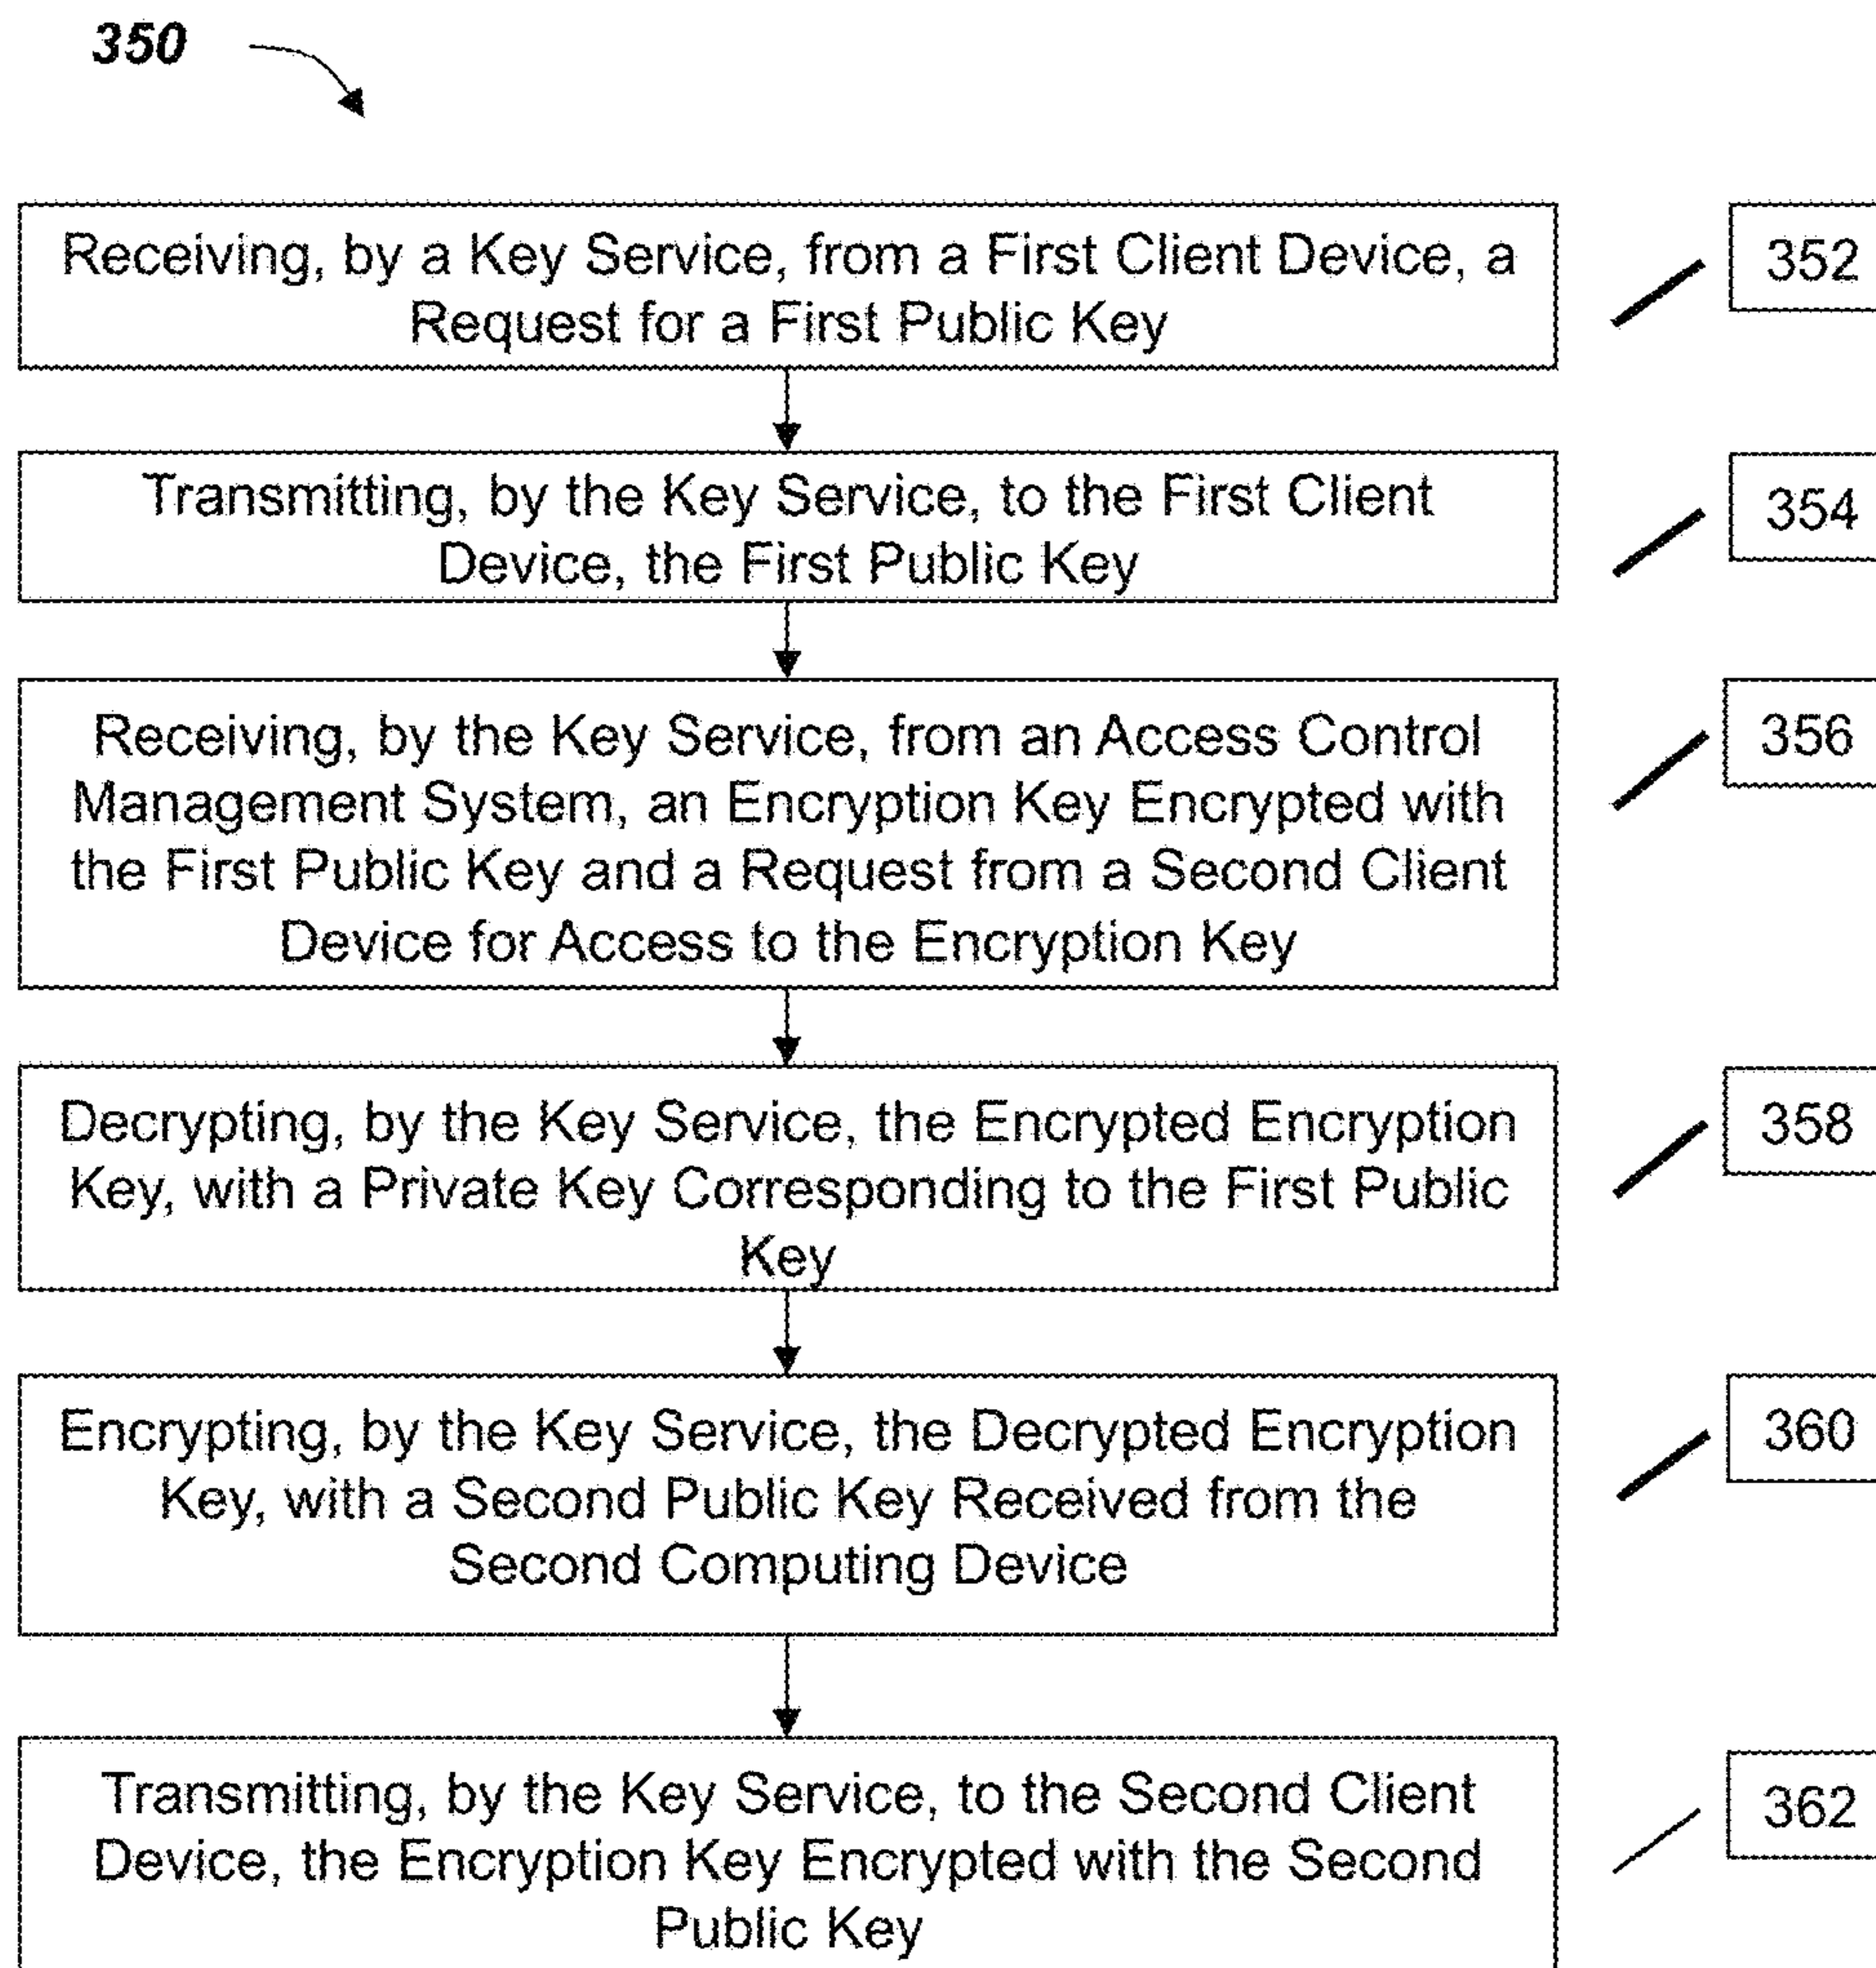 350
Receiving, by a Key Service, from a First Client Device, a
Request for a First Public Key
352
Transmitting, by the Key Service, to the First Client
Device, the First Public Key
354
Receiving, by the Key Service, from an Access Control
Management System, an Encryption Key Encrypted with
the First Public Key and a Request from a Second Client
Device for Access to the Encryption Key
356
Decrypting, by the Key Service, the Encrypted Encryption
Key, with a Private Key Corresponding to the First Public
Key
358
Encrypting, by the Key Service, the Decrypted Encryption
Key, with a Second Public Key Received from the
Second Computing Device
360
Transmitting, by the Key Service, to the Second Client
Device, the Encryption Key Encrypted with the Second
Public Key
362